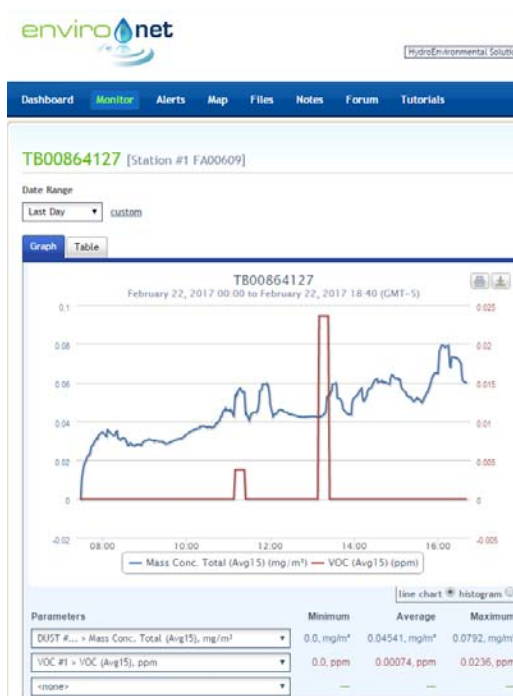 enviro net
HydroEnvironmental Soluti
Dashboard Monitor Alerts Map Files Notes Forum Tutorials
TB00864127 [Station #1 FA00609]
Date Range
Last Day custom
Graph Table
TB00864127
February 22, 2017 00:00 to February 22, 2017 18:40 (GMT-5)
0.1 0.025
0.08 0.02
0.06 0.015
0.04 0.01
0.02 0.005
0 0
-0.02 -0.005
08:00 10:00 12:00 14:00 16:00
Mass Conc. Total (Avg15) (mg/m³) VOC (Avg15) (ppm)
line chart histogram
Parameters Minimum Average Maximum
DUST #... > Mass Conc. Total (Avg15), mg/m³ 0.0, mg/m³ 0.04541, mg/m³ 0.0792, mg/m³
VOC #1 > VOC (Avg15), ppm 0.0, ppm 0.00074, ppm 0.0236, ppm
<none> — — —